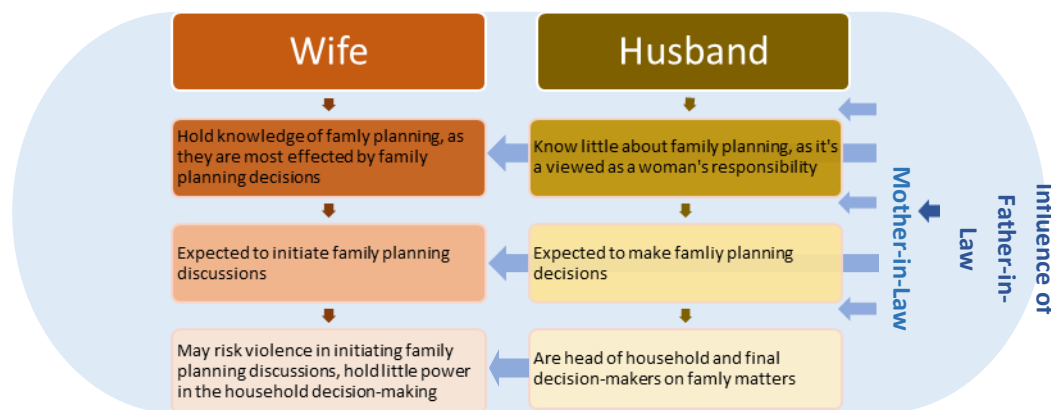 Wife
Husband
Hold knowledge of famly planning, as
they are most effected by family
planning decisions
Know little about family planning, as it's
a viewed as a woman's responsibility
Expected to initiate family planning
discussions
Expected to make famliy planning
decisions
May risk violence in initiating family
planning discussions, hold little power
in the household decision-making
Are head of household and final
decision-makers on famly matters
Mother-in-Law
Influence of
Father-in-
Law